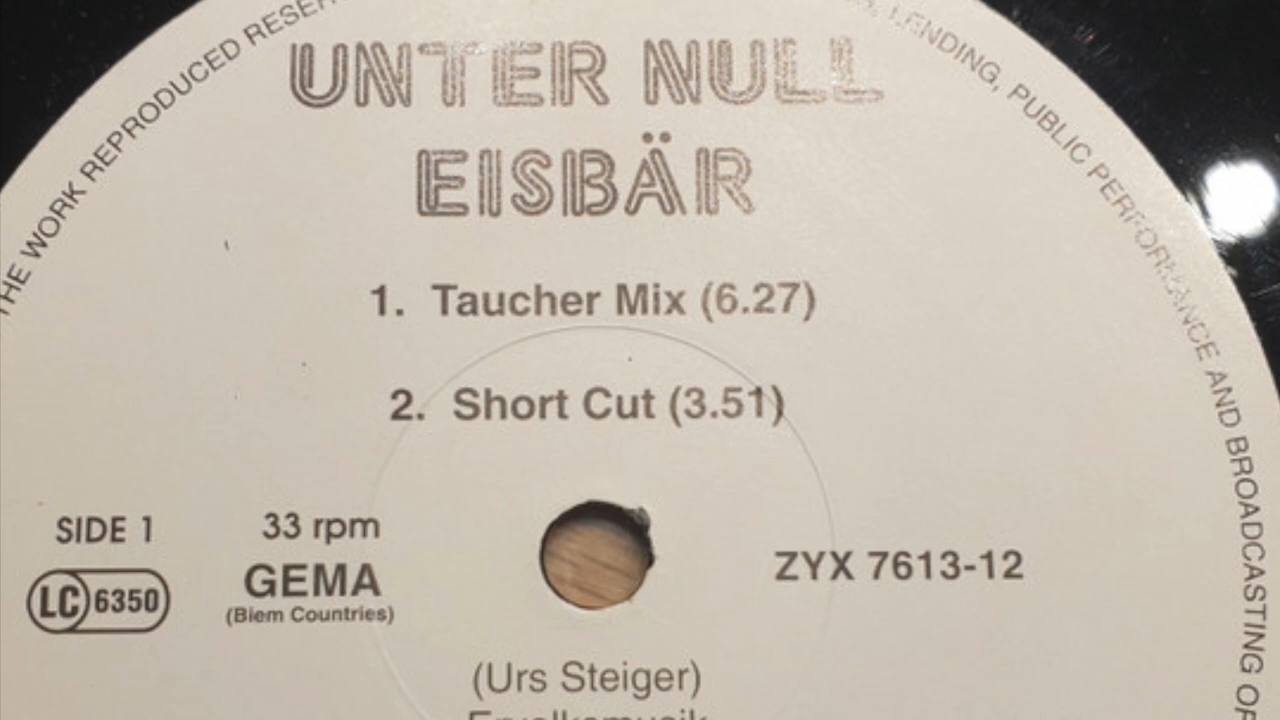 THE WORK REPRODUCED
LENDING, PUBLIC PERFORMANCE AND BROADCASTING OF
UNTER NULL
EISBÄR
1. Taucher Mix (6.27)
2. Short Cut (3.51)
SIDE 1
33 rpm
LC 6350
GEMA
(Biem Countries)
ZYX 7613-12
(Urs Steiger)